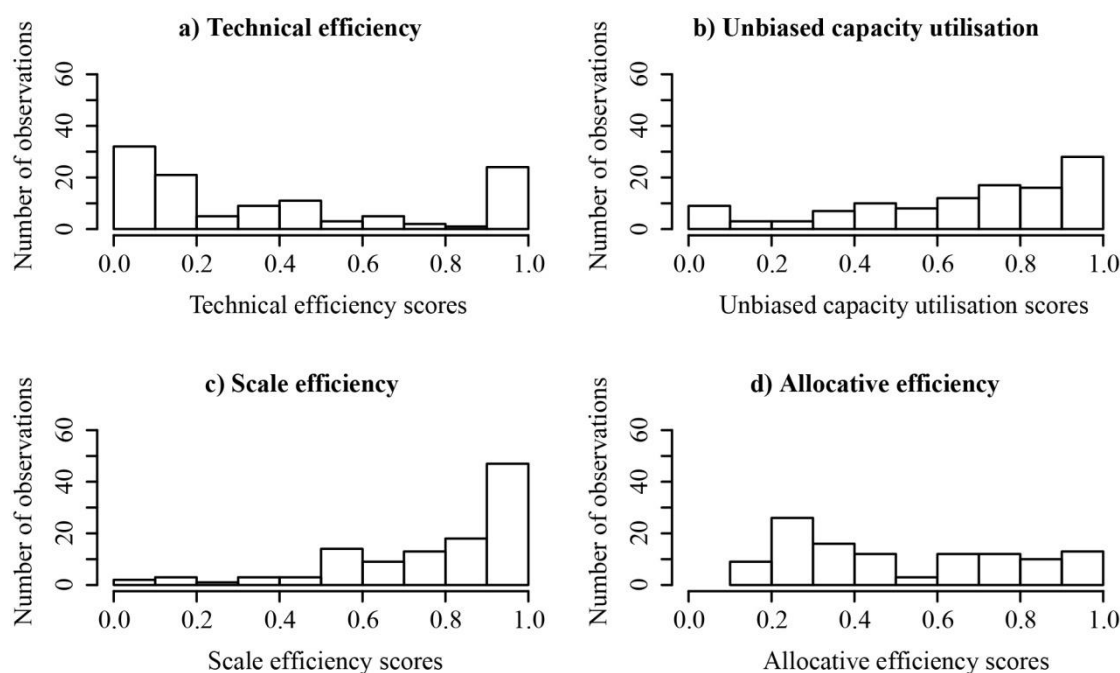 a) Technical efficiency
Number of observations
60
40
20
0
0.0 0.2 0.4 0.6 0.8 1.0
Technical efficiency scores
b) Unbiased capacity utilisation
Number of observations
60
40
20
0
0.0 0.2 0.4 0.6 0.8 1.0
Unbiased capacity utilisation scores
c) Scale efficiency
Number of observations
60
40
20
0
0.0 0.2 0.4 0.6 0.8 1.0
Scale efficiency scores
d) Allocative efficiency
Number of observations
60
40
20
0
0.0 0.2 0.4 0.6 0.8 1.0
Allocative efficiency scores